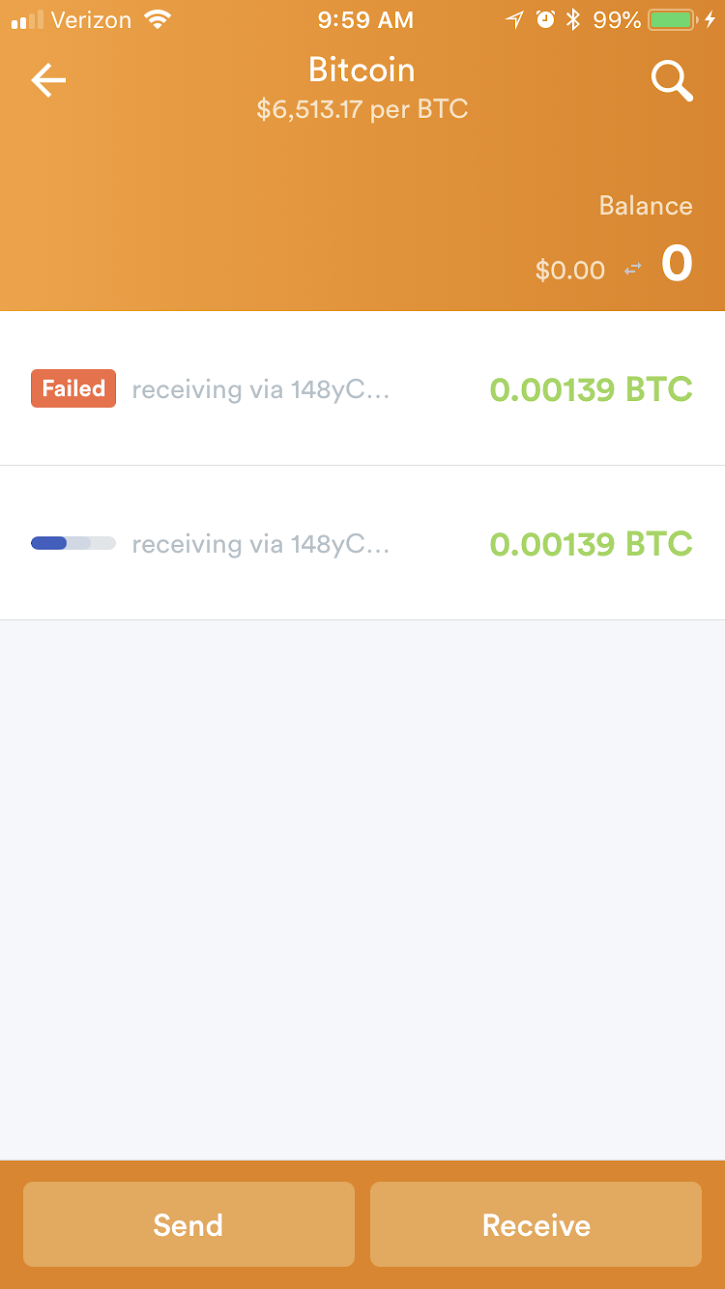 Verizon 9:59 AM 99%
Bitcoin
$6,513.17 per BTC
Balance
$0.00 0
Failed receiving via 148yC... 0.00139 BTC
receiving via 148yC... 0.00139 BTC
Send Receive